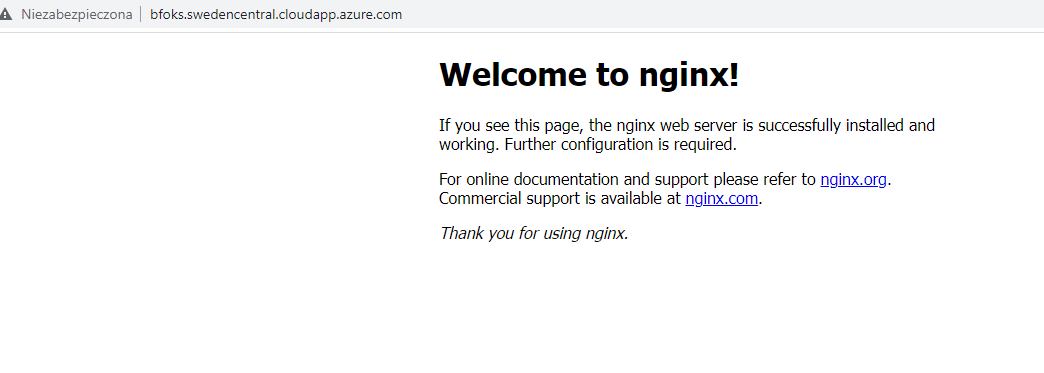 Niezabezpieczona | bfoks.swedencentral.cloudapp.azure.com
Welcome to nginx!
If you see this page, the nginx web server is successfully installed and
working. Further configuration is required.
For online documentation and support please refer to nginx.org.
Commercial support is available at nginx.com.
Thank you for using nginx.